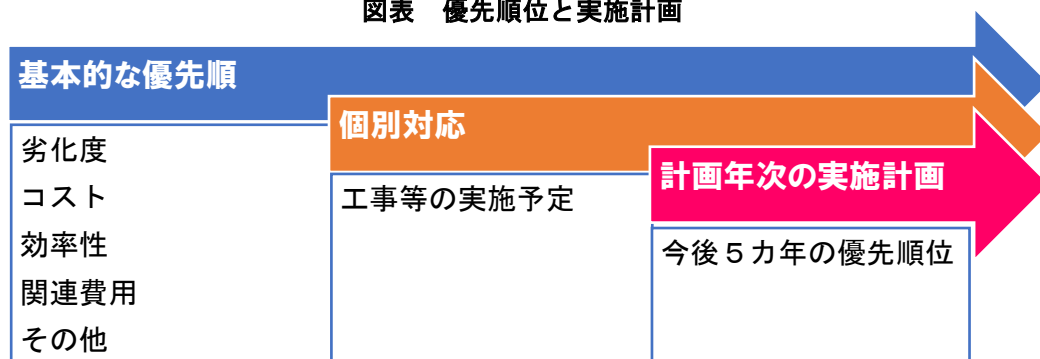 図表　優先順位と実施計画
基本的な優先順
劣化度
コスト
効率性
関連費用
その他
個別対応
工事等の実施予定
計画年次の実施計画
今後５カ年の優先順位